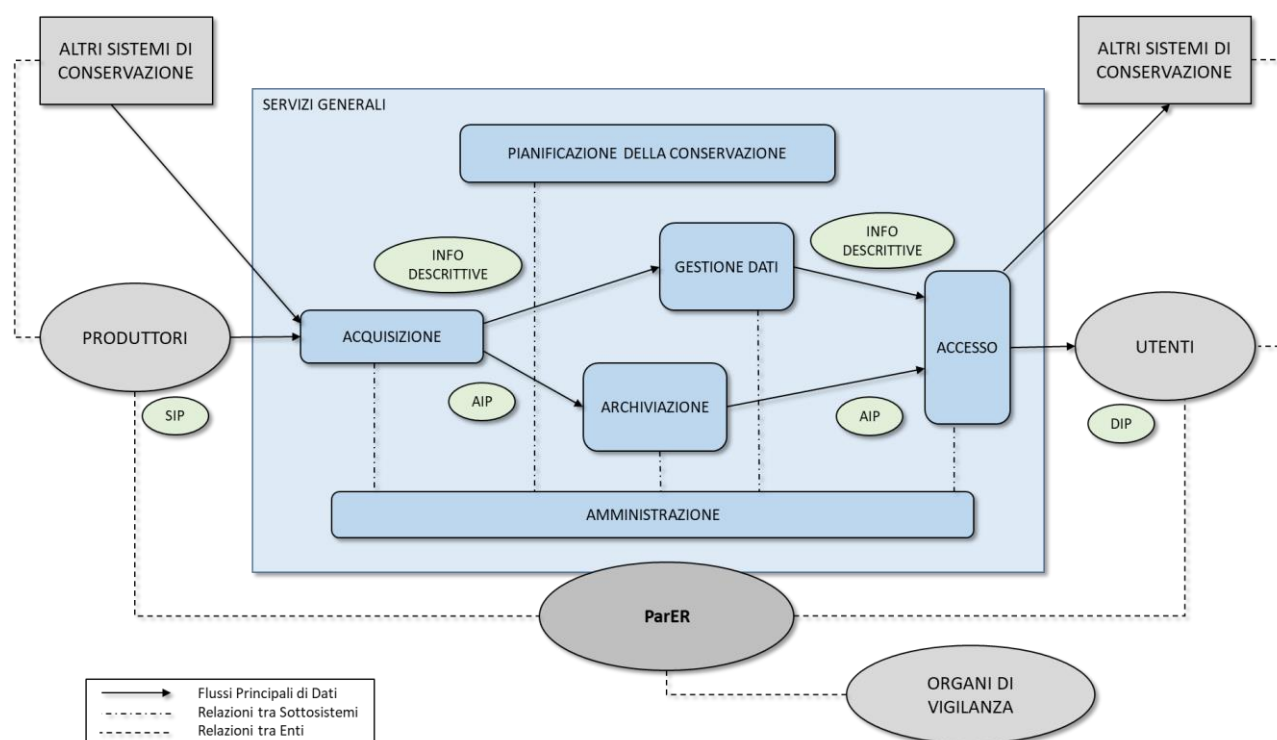 ALTRI SISTEMI DI
CONSERVAZIONE
ALTRI SISTEMI DI
CONSERVAZIONE
SERVIZI GENERALI
PIANIFICAZIONE DELLA CONSERVAZIONE
INFO
DESCRITTIVE
GESTIONE DATI
INFO
DESCRITTIVE
PRODUTTORI
ACQUISIZIONE
ACCESSO
UTENTI
SIP
AIP
ARCHIVIAZIONE
AIP
DIP
AMMINISTRAZIONE
ParER
ORGANI DI
VIGILANZA
Flussi Principali di Dati
Relazioni tra Sottosistemi
Relazioni tra Enti